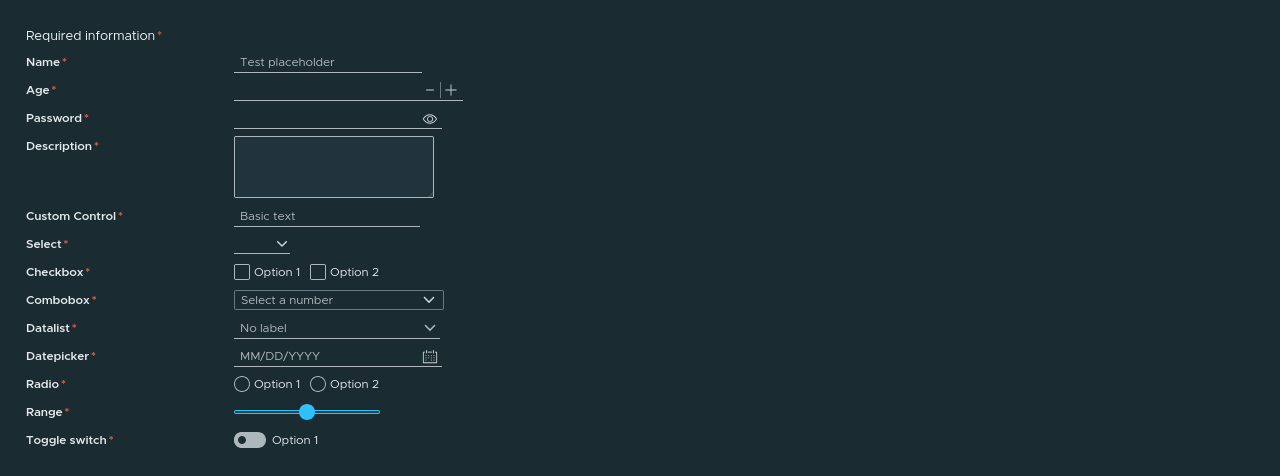 Required information*
Name* Test placeholder
Age*
Password*
Description*
Custom Control* Basic text
Select*
Checkbox* Option 1 Option 2
Combobox* Select a number
Datalist* No label
Datepicker* MM/DD/YYYY
Radio* Option 1 Option 2
Range*
Toggle switch* Option 1